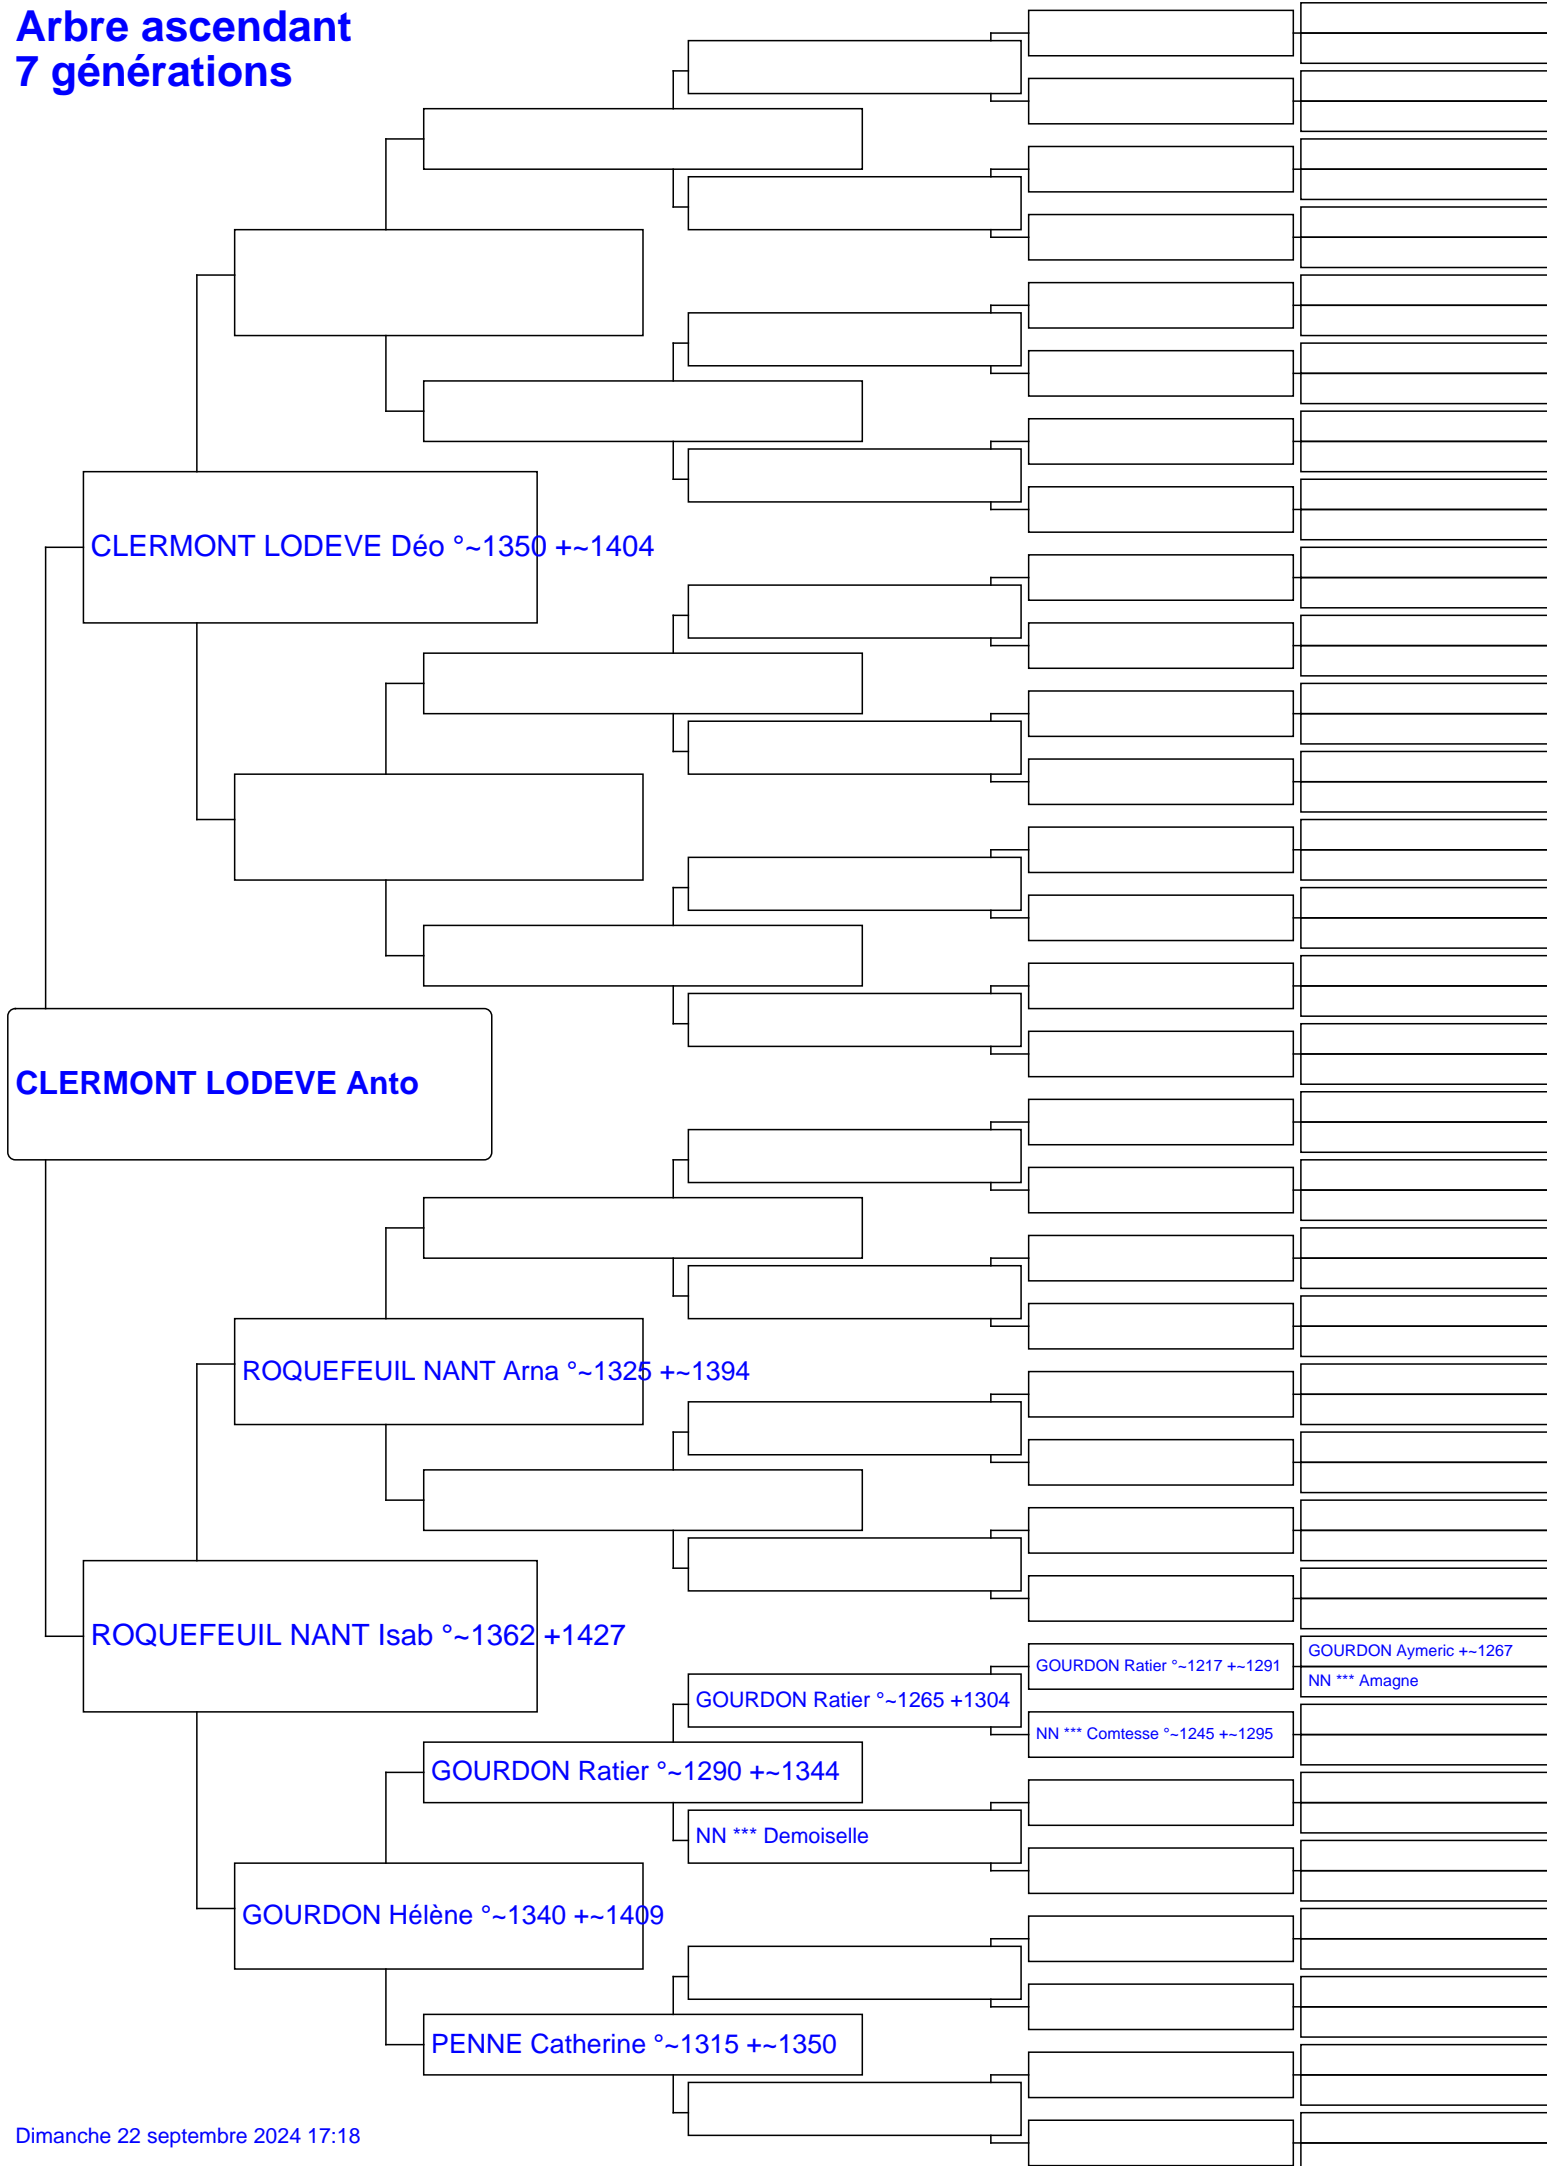 Arbre ascendant
7 générations
CLERMONT LODEVE Déo °~1350 +~1404
CLERMONT LODEVE Anto
ROQUEFEUIL NANT Arna °~1325 +~1394
ROQUEFEUIL NANT Isab °~1362 +1427
GOURDON Aymeric +~1267
GOURDON Ratier °~1217 +~1291
NN *** Amagne
GOURDON Ratier °~1265 +1304
NN *** Comtesse °~1245 +~1295
GOURDON Ratier °~1290 +~1344
NN *** Demoiselle
GOURDON Hélène °~1340 +~1409
PENNE Catherine °~1315 +~1350
Dimanche 22 septembre 2024 17:18